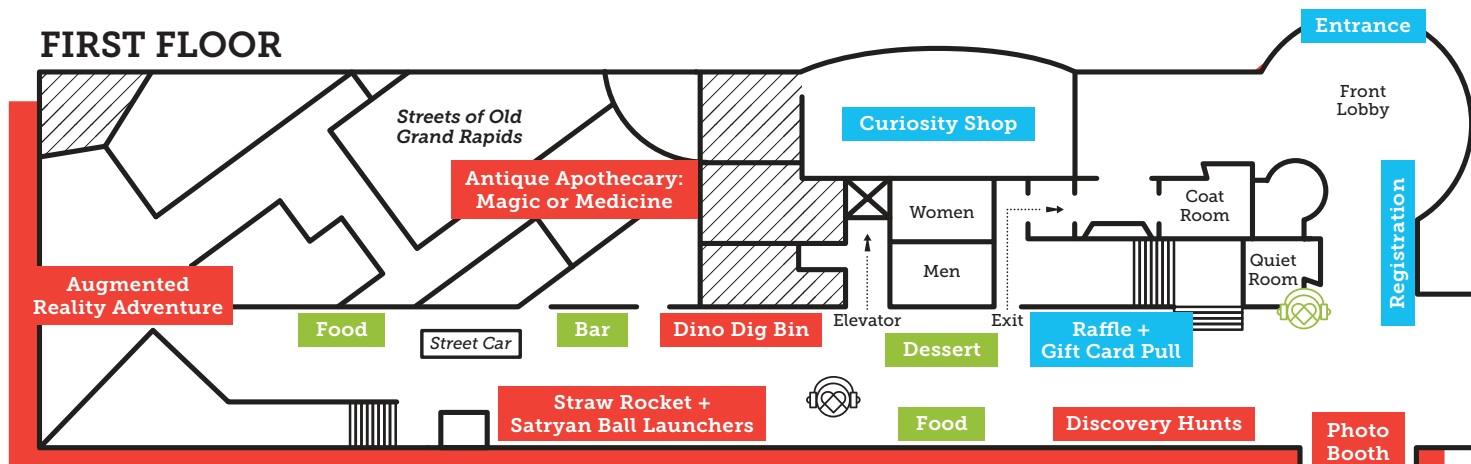 FIRST FLOOR
Entrance
Front
Lobby
Streets of Old
Grand Rapids
Curiosity Shop
Antique Apothecary:
Magic or Medicine
Women
Coat
Room
Registration
Men
Quiet
Room
Augmented
Reality Adventure
Food
Street Car
Bar
Dino Dig Bin
Elevator
Exit
Dessert
Raffle +
Gift Card Pull
Straw Rocket +
Satryan Ball Launchers
Food
Discovery Hunts
Photo
Booth